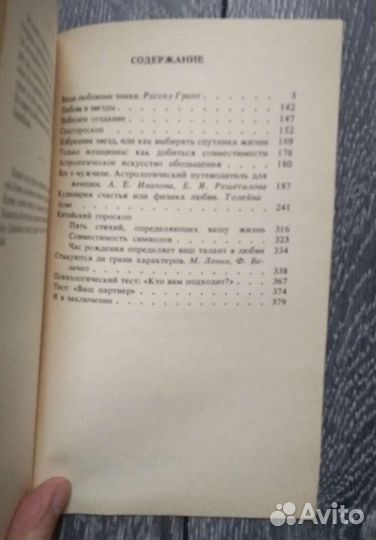 СОДЕРЖАНИЕ
Ваши любовные знаки. Рассел Грант 3
Любовь и звезды 142
Небесное создание 147
Сексгороскоп 152
Избранник звезд, или как выбирать спутника жизни 169
Только женщинам: как добиться совместимости 176
Астрологическое искусство обольщения 180
Все о мужчине. Астрологический путеводитель для
женщин. А. Е. Иванова, Е. Я. Решетилова 187
Кулинария счастья или физика любви. Толейна
241
Китайский гороскоп
Пять стихий, определяющих вашу жизнь 316
Совместимость символов 323
Час рождения определяет ваш талант в любви 334
Стыкуются ли грани характеров. М. Левин, Ф. Ве-
личко 338
Психологический тест: «Кто вам подходит?» 367
Тест: «Ваш партнер» 374
И в заключение 379
Avito